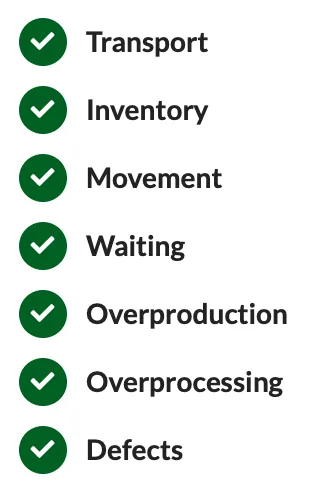 Transport
Inventory
Movement
Waiting
Overproduction
Overprocessing
Defects